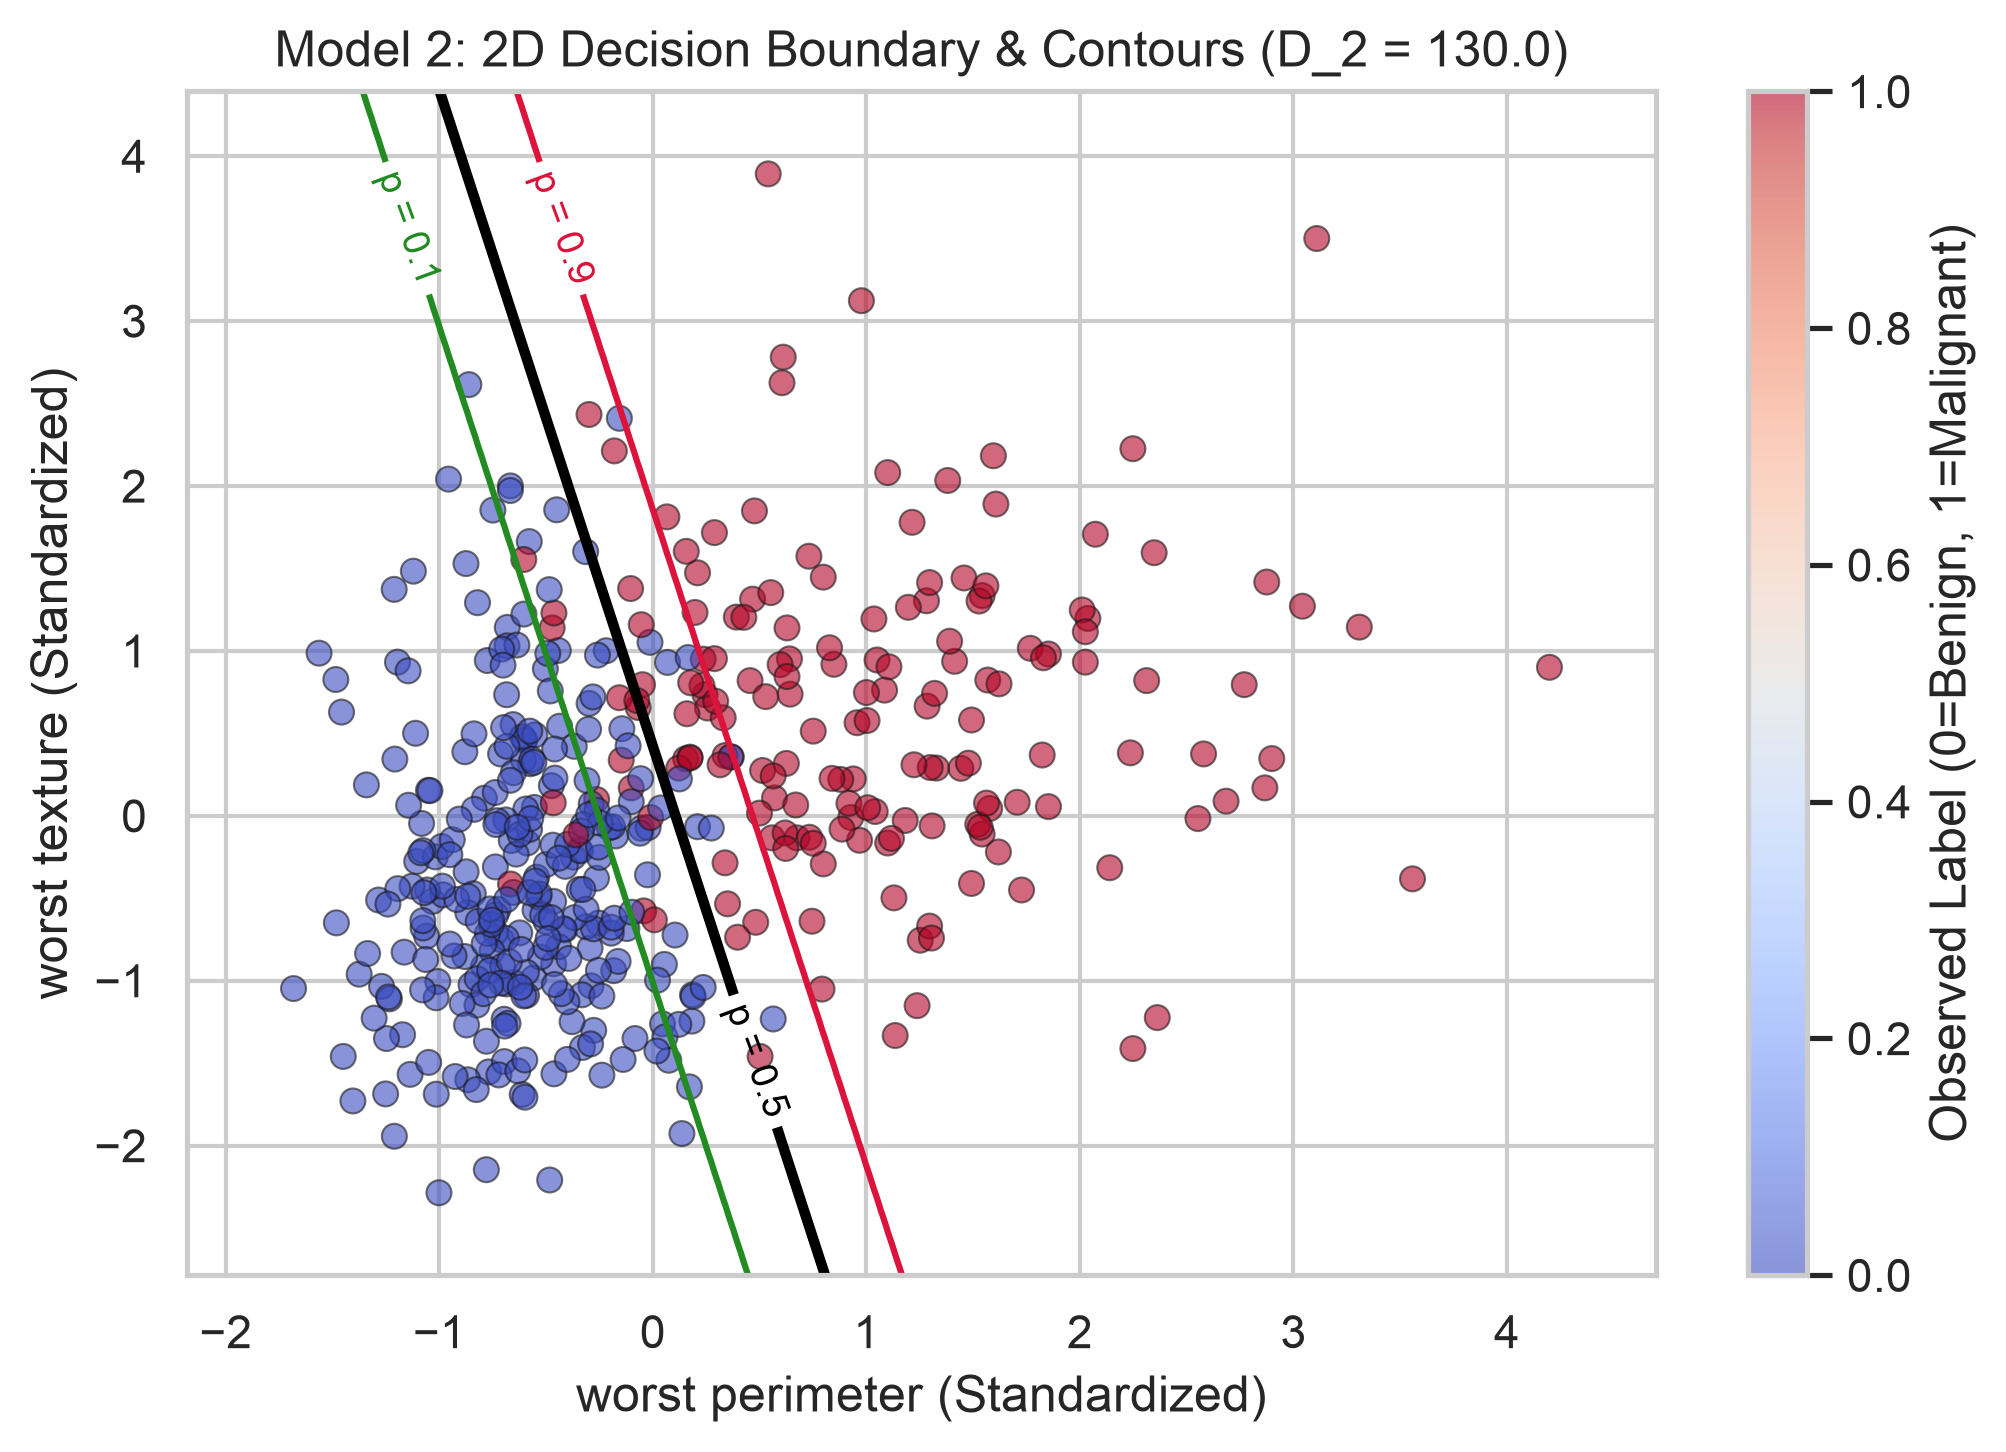 Model 2: 2D Decision Boundary & Contours (D_2 = 130.0)
worst texture (Standardized)
4
3
2
1
0
−1
−2
p = 0.1
p = 0.9
p = 0.5
−2
−1
0
1
2
3
4
worst perimeter (Standardized)
1.0
0.8
0.6
0.4
0.2
0.0
Observed Label (0=Benign, 1=Malignant)